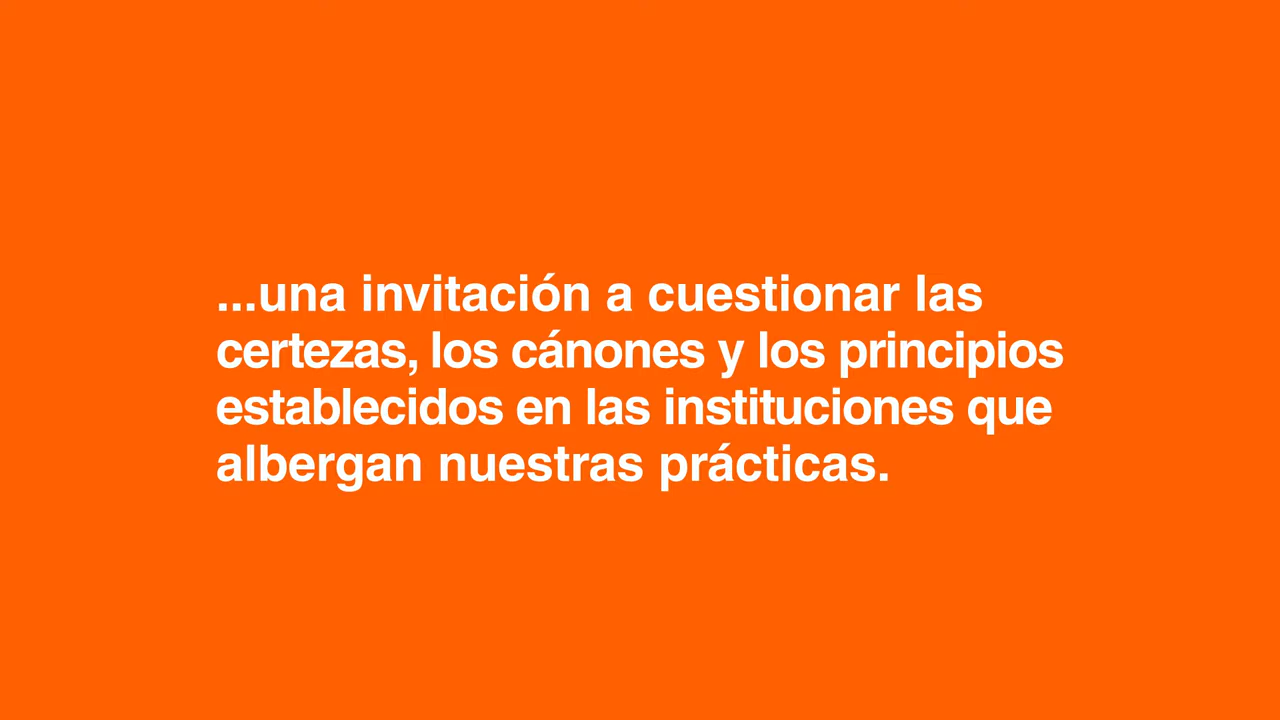 ...una invitación a cuestionar las
certezas, los cánones y los principios
establecidos en las instituciones que
albergan nuestras prácticas.